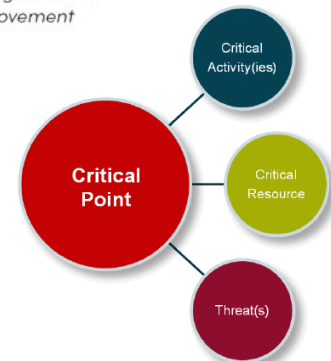 ovement
Critical
Activity(ies)
Critical
Point
Critical
Resource
Threat(s)